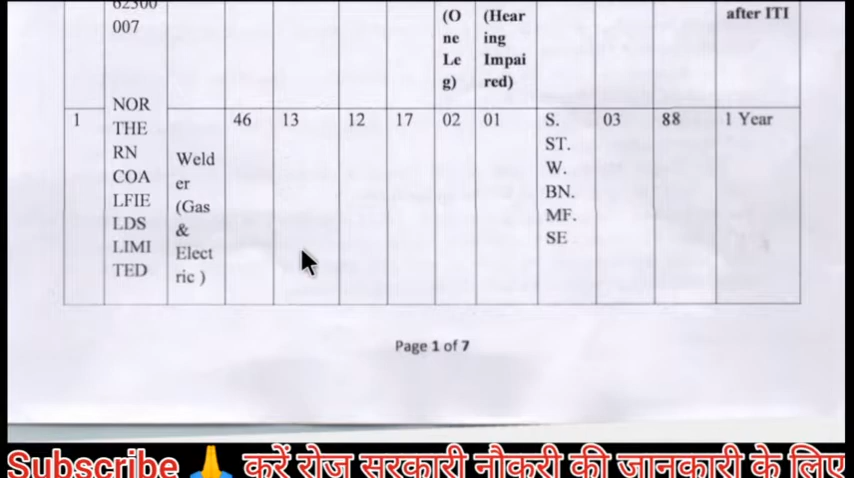 62300
007
(O
ne
Le
g)
(Hear
ing
Impai
red)
after ITI
1
NOR
THE
RN
COA
LFIE
LDS
LIMI
TED
Weld
er
(Gas
&
Elect
ric )
46
13
12
17
02
01
S.
ST.
W.
BN.
MF.
SE
03
88
1 Year
Page 1 of 7
Subscribe 🙏 करें रोज सरकारी नौकरी की जानकारी के लिए